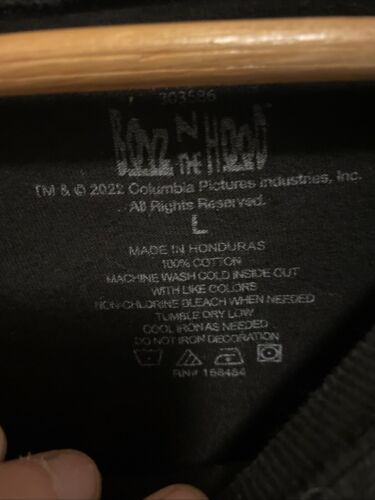 303586
BOYZ N
THE HOOD
TM & © 2022 Columbia Pictures Industries, Inc.
All Rights Reserved.
L
MADE IN HONDURAS
100% COTTON
MACHINE WASH COLD INSIDE OUT
WITH LIKE COLORS
NON-CHLORINE BLEACH WHEN NEEDED
TUMBLE DRY LOW
COOL IRON AS NEEDED
DO NOT IRON DECORATION
RN# 158484